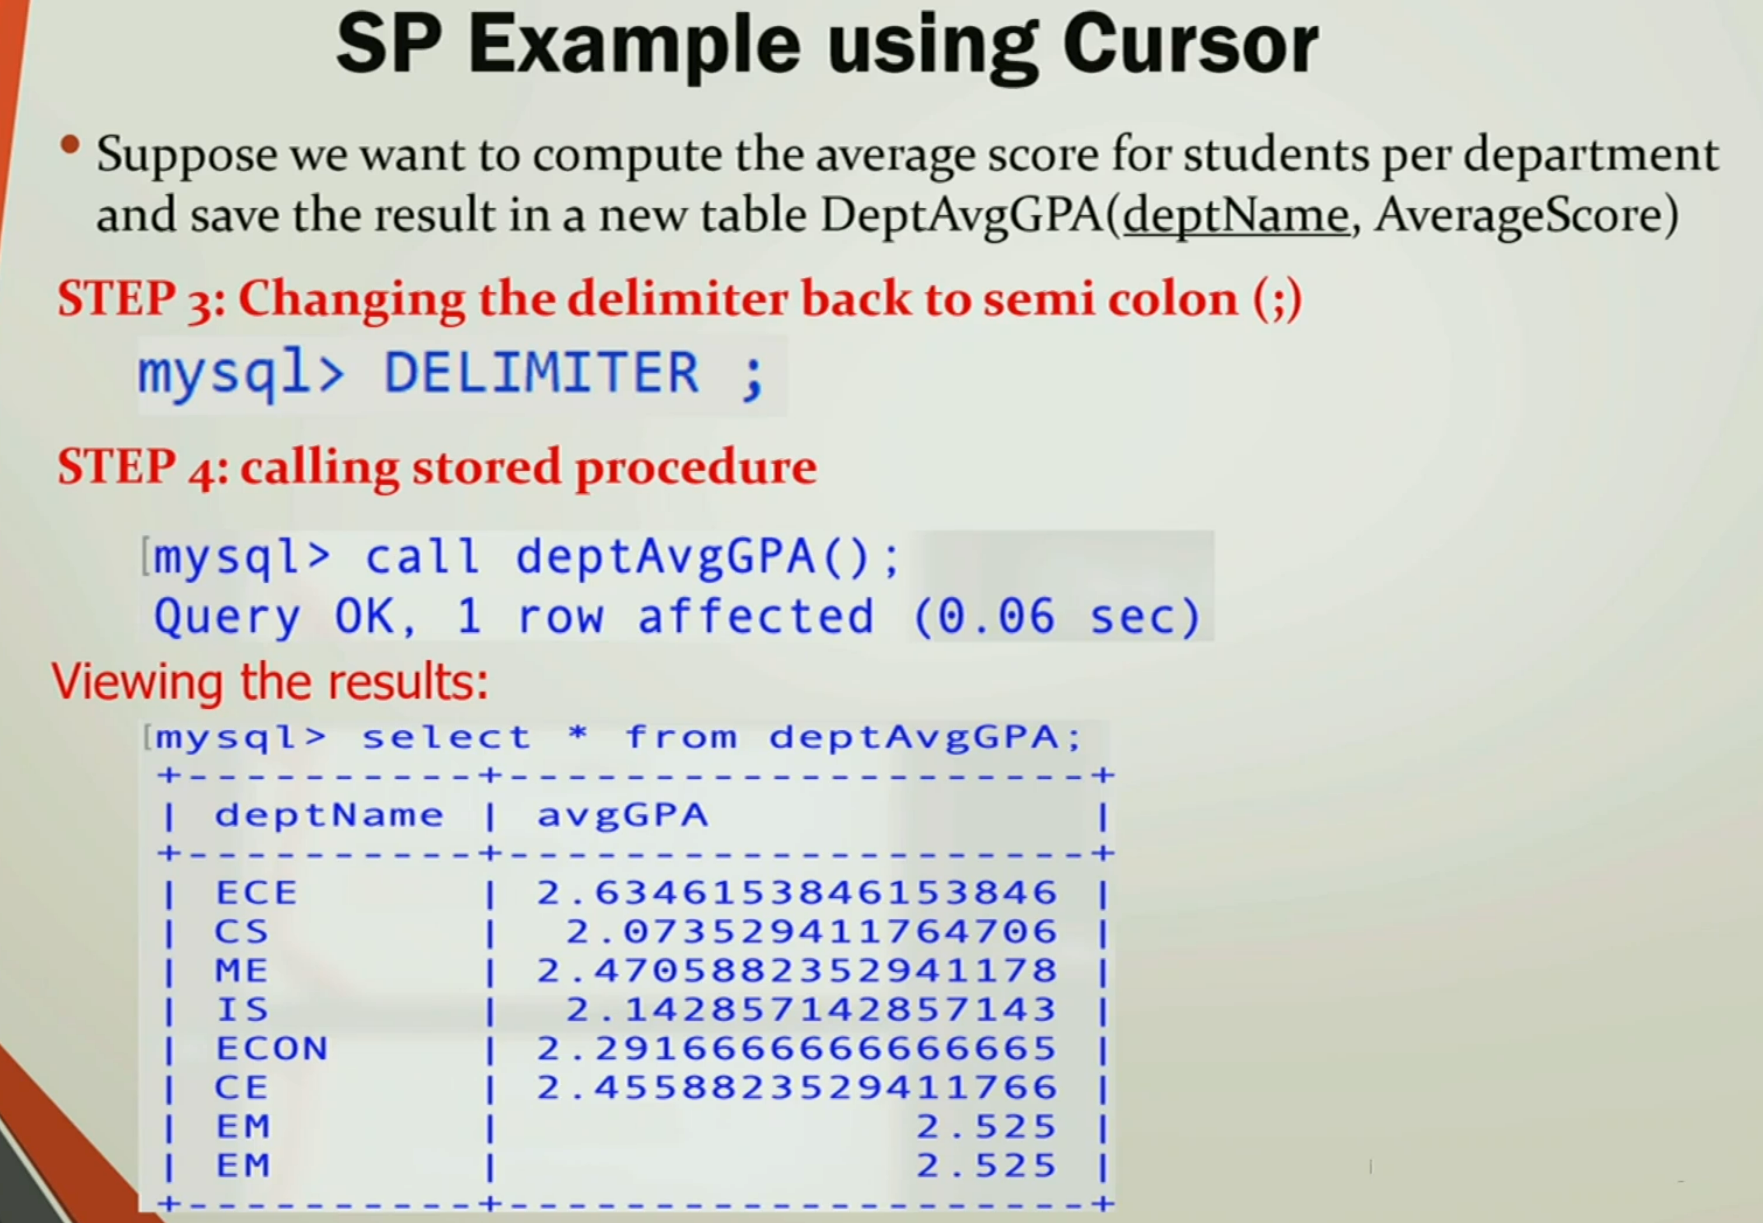 SP Example using Cursor
• Suppose we want to compute the average score for students per department
and save the result in a new table DeptAvgGPA(deptName, AverageScore)
STEP 3: Changing the delimiter back to semi colon (;)
mysql> DELIMITER ;
STEP 4: calling stored procedure
[mysql> call deptAvgGPA();
Query OK, 1 row affected (0.06 sec)
Viewing the results:
[mysql> select * from deptAvgGPA;
+----------+--------------------+
| deptName | avgGPA             |
+----------+--------------------+
| ECE      | 2.6346153846153846 |
| CS       |  2.073529411764706 |
| ME       | 2.4705882352941178 |
| IS       |  2.142857142857143 |
| ECON     | 2.2916666666666665 |
| CE       | 2.4558823529411766 |
| EM       |              2.525 |
| EM       |              2.525 |
+----------+--------------------+